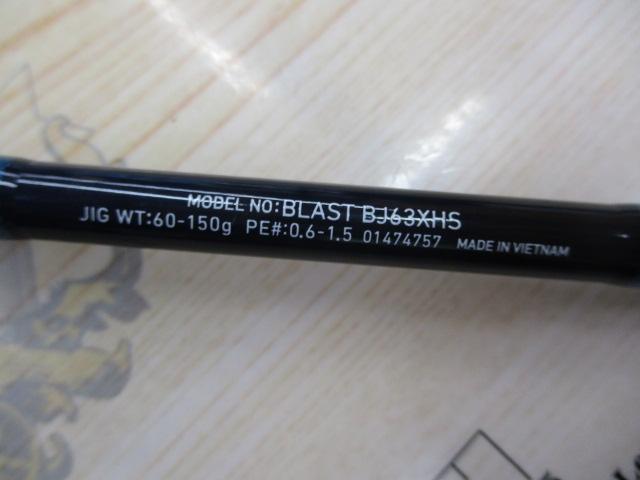 MODEL NO:BLAST BJ63XHS
JIG WT:60-150g PE#:0.6-1.5 01474757 MADE IN VIETNAM